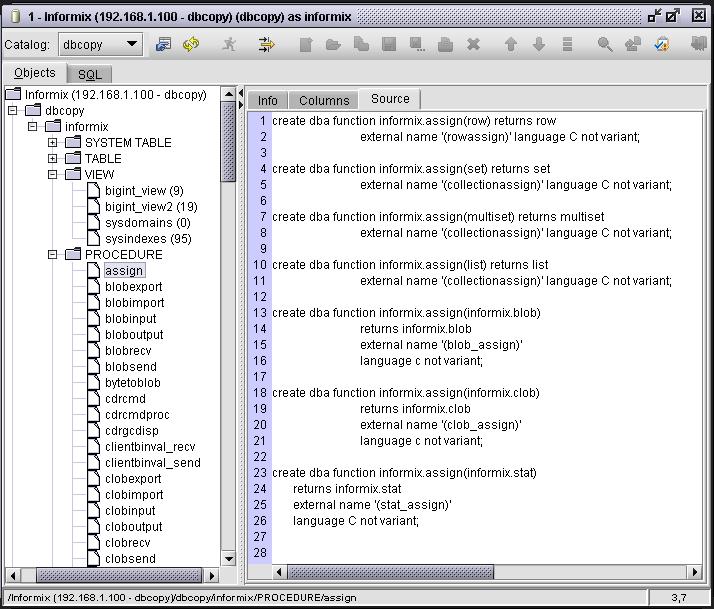 1 - Informix (192.168.1.100 - dbcopy) (dbcopy) as informix
Catalog: dbcopy
Objects SQL
Informix (192.168.1.100 - dbcopy)
dbcopy
informix
SYSTEM TABLE
TABLE
VIEW
bigint_view (9)
bigint_view2 (19)
sysdomains (0)
sysindexes (95)
PROCEDURE
assign
blobexport
blobimport
blobinput
bloboutput
blobrecv
blobsend
bytetoblob
cdrcmd
cdrcmdproc
cdrgcdisp
clientbinval_recv
clientbinval_send
clobexport
clobimport
clobinput
cloboutput
clobrecv
clobsend
Info Columns Source
1 create dba function informix.assign(row) returns row
2 external name '(rowassign)' language C not variant;
3
4 create dba function informix.assign(set) returns set
5 external name '(collectionassign)' language C not variant;
6
7 create dba function informix.assign(multiset) returns multiset
8 external name '(collectionassign)' language C not variant;
9
10 create dba function informix.assign(list) returns list
11 external name '(collectionassign)' language C not variant;
12
13 create dba function informix.assign(informix.blob)
14 returns informix.blob
15 external name '(blob_assign)'
16 language c not variant;
17
18 create dba function informix.assign(informix.clob)
19 returns informix.clob
20 external name '(clob_assign)'
21 language c not variant;
22
23 create dba function informix.assign(informix.stat)
24 returns informix.stat
25 external name '(stat_assign)'
26 language C not variant;
27
28
/Informix (192.168.1.100 - dbcopy)/dbcopy/informix/PROCEDURE/assign 3,7